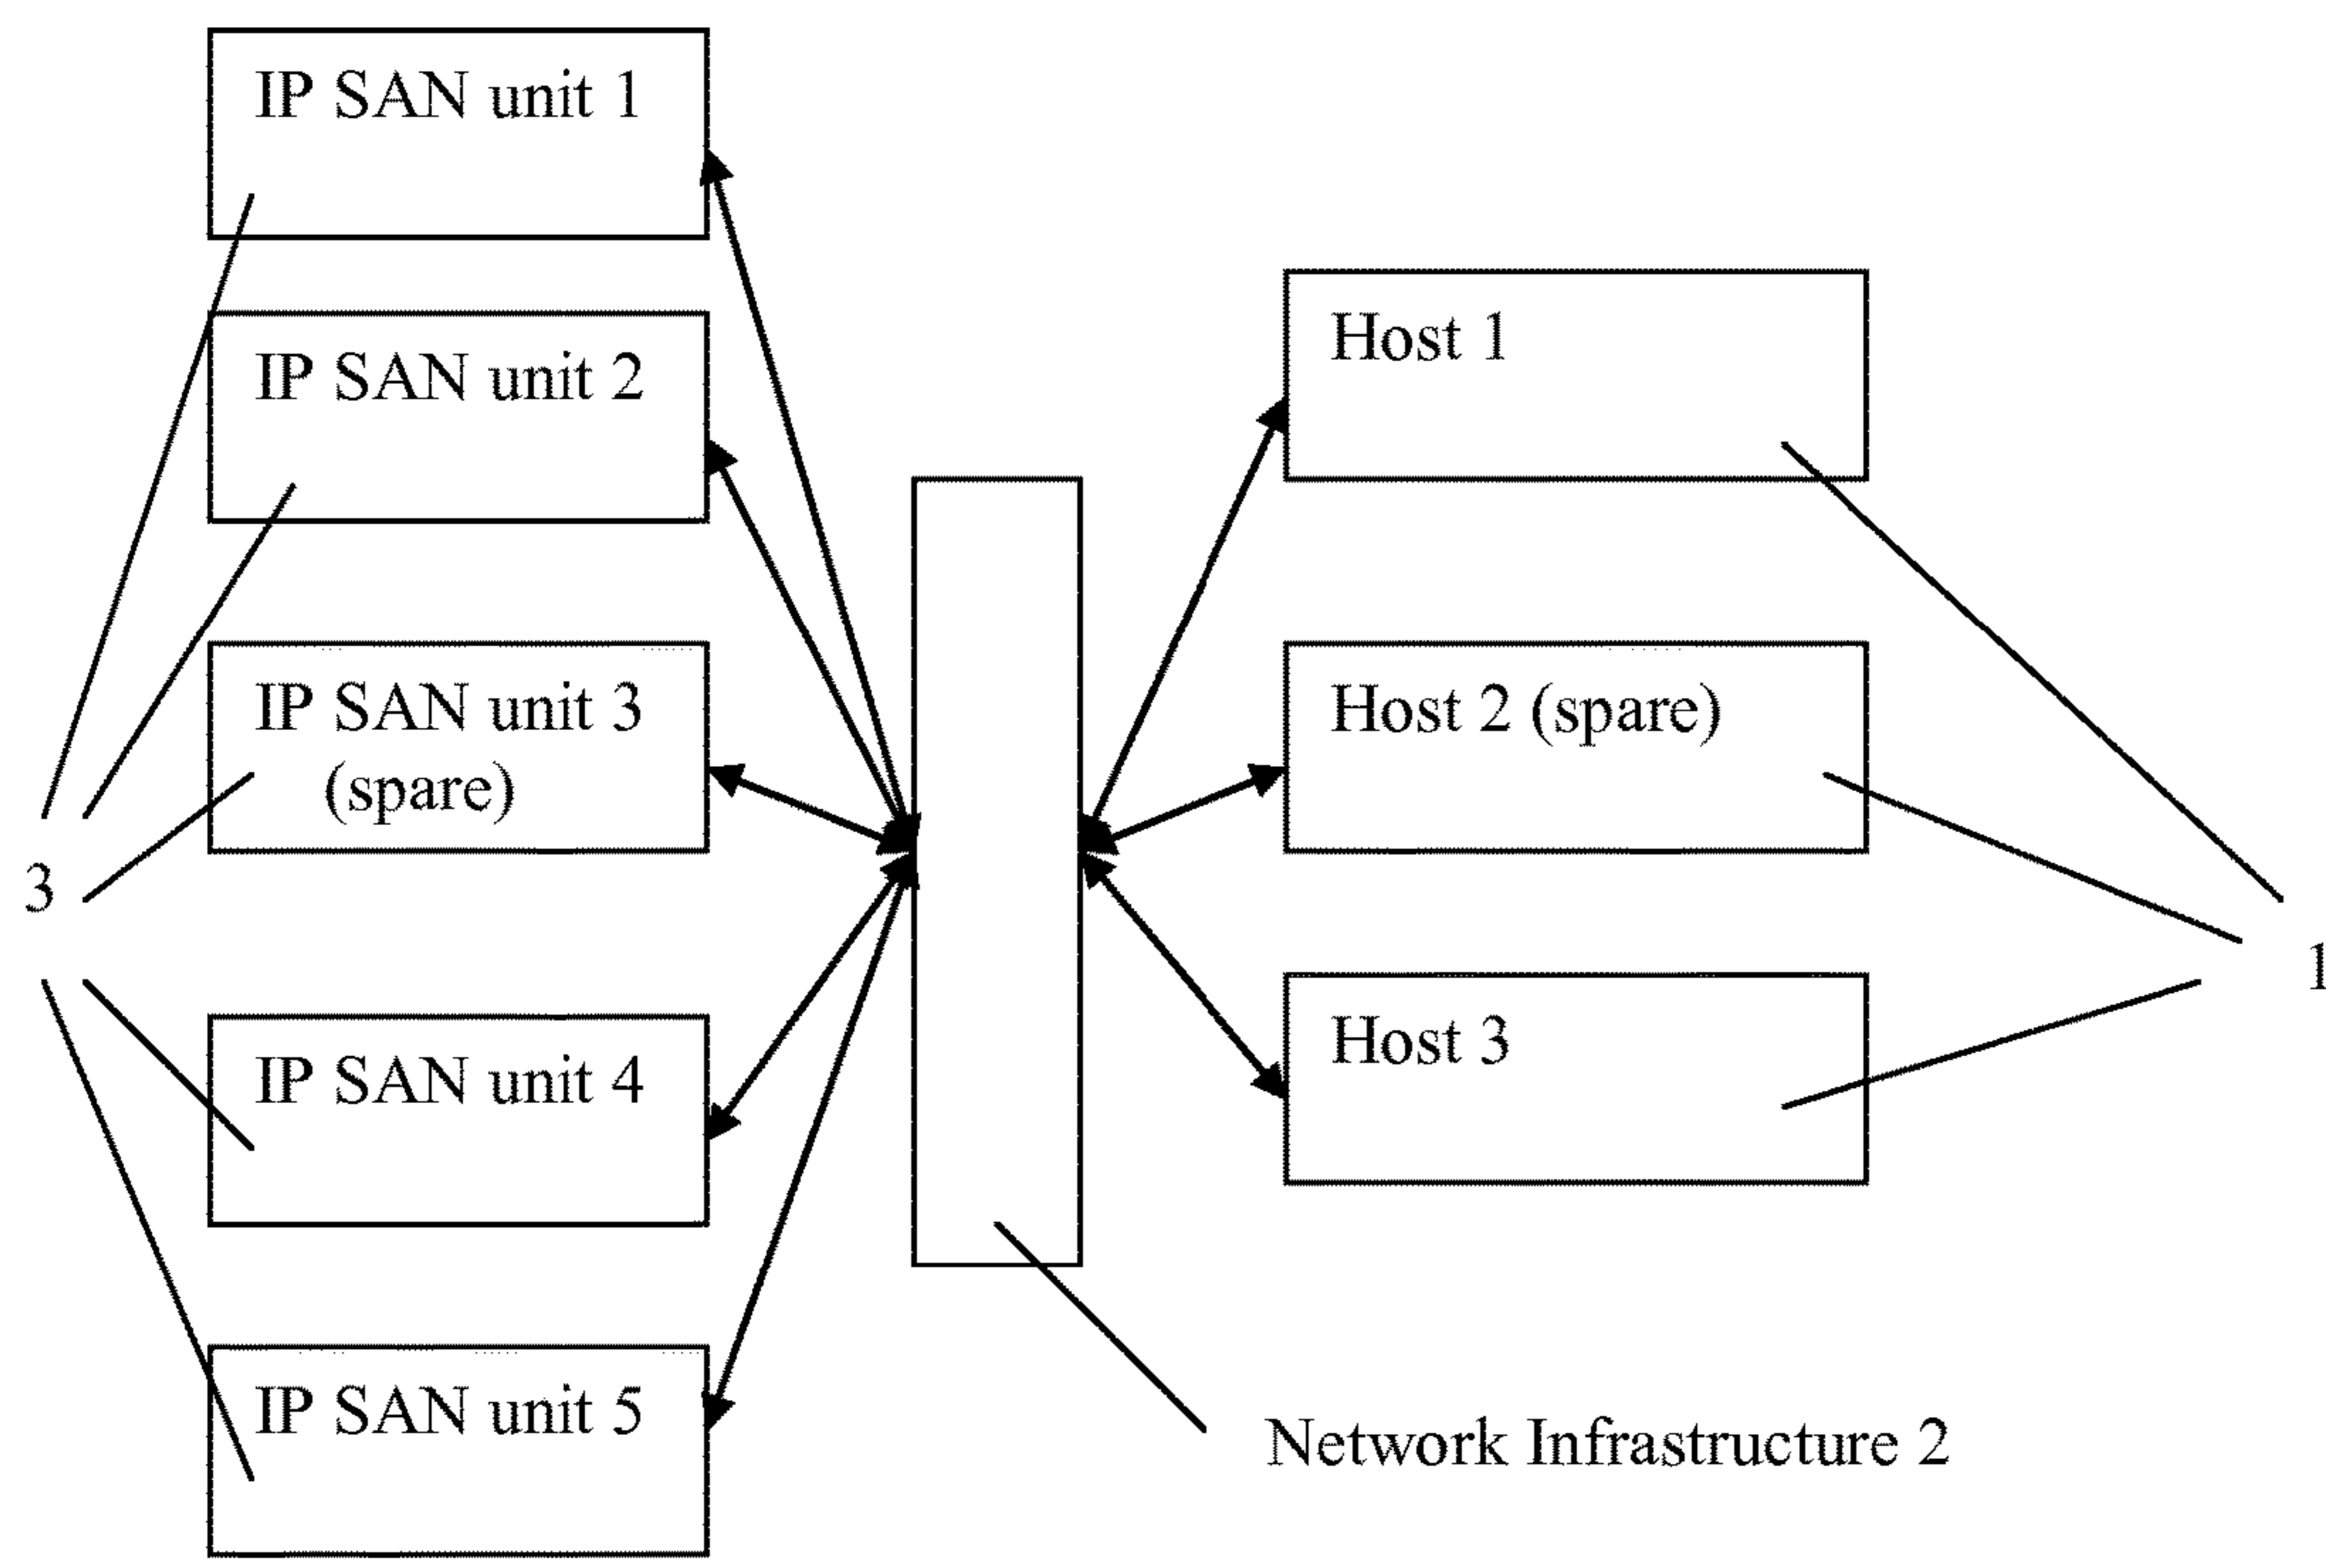 IP SAN unit 1
IP SAN unit 2
IP SAN unit 3
(spare)
3
IP SAN unit 4
IP SAN unit 5
Host 1
Host 2 (spare)
Host 3
1
Network Infrastructure 2